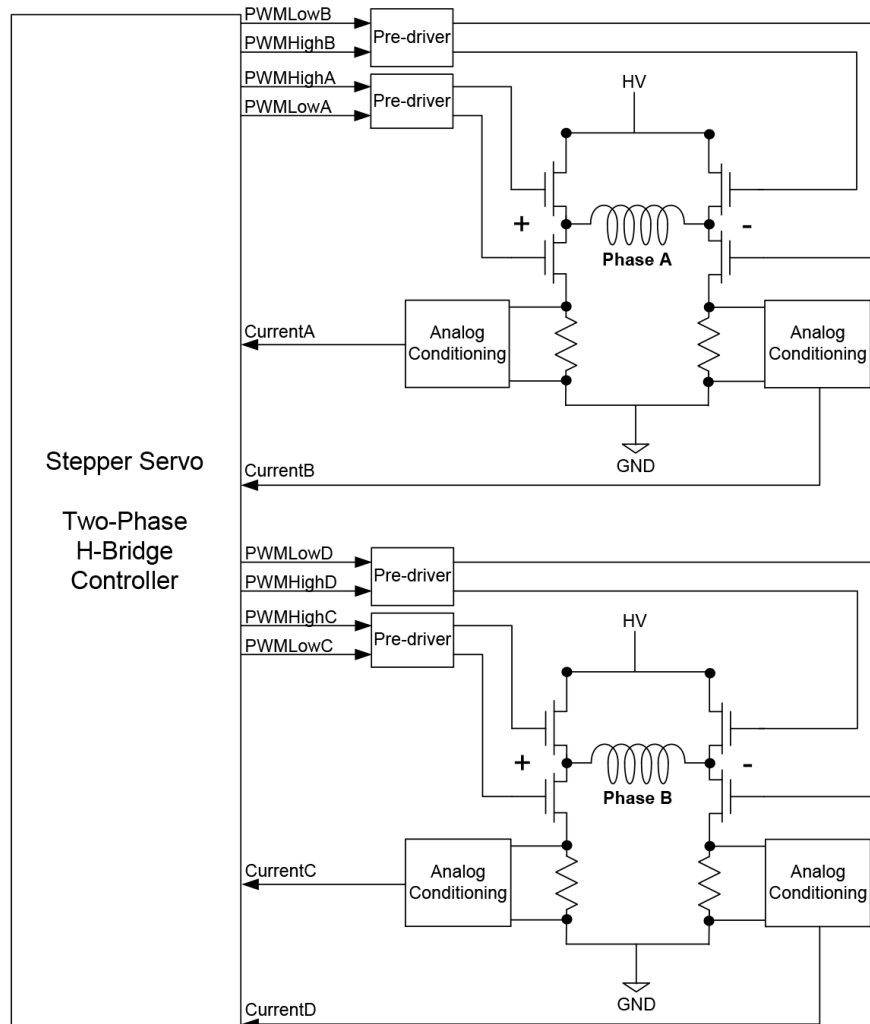 PWMLowB
PWMHighB
Pre-driver
PWMHighA
PWMLowA
Pre-driver
HV
+
-
Phase A
CurrentA
Analog
Conditioning
Analog
Conditioning
GND
CurrentB
Stepper Servo
Two-Phase
H-Bridge
Controller
PWMLowD
PWMHighD
Pre-driver
PWMHighC
PWMLowC
Pre-driver
HV
+
-
Phase B
CurrentC
Analog
Conditioning
Analog
Conditioning
GND
CurrentD